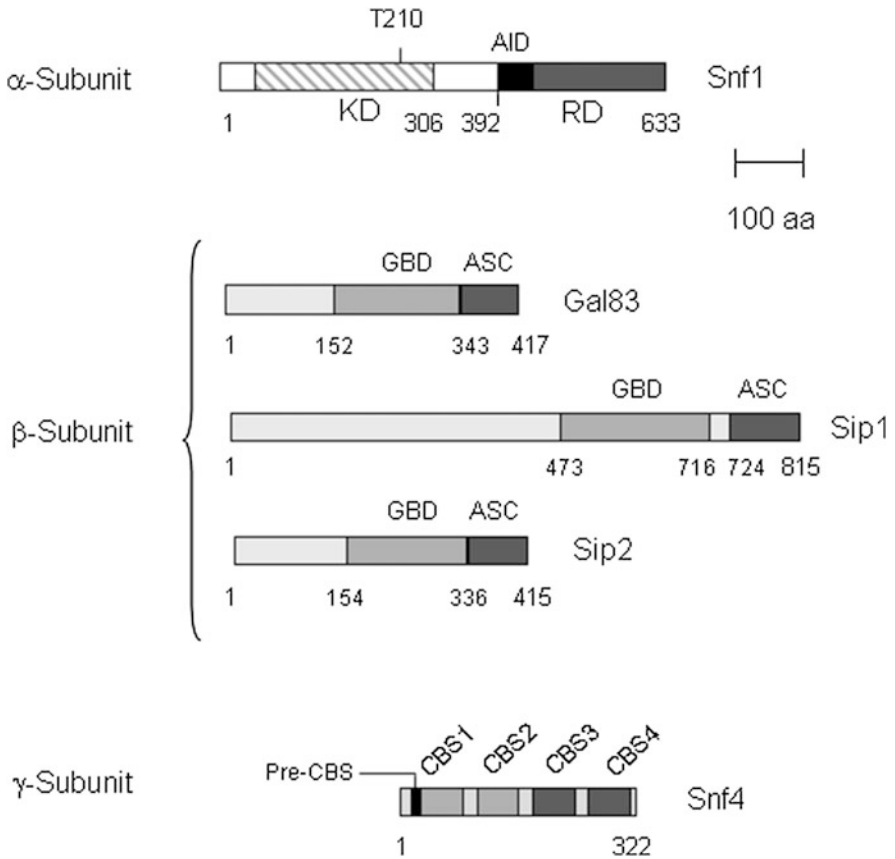 T210
AID
α-Subunit
Snf1
KD
RD
1 306 392 633
100 aa
GBD ASC
Gal83
1 152 343 417
β-Subunit
GBD ASC
Sip1
1 473 716 724 815
GBD ASC
Sip2
1 154 336 415
CBS1 CBS2 CBS3 CBS4
Pre-CBS
γ-Subunit
Snf4
1 322